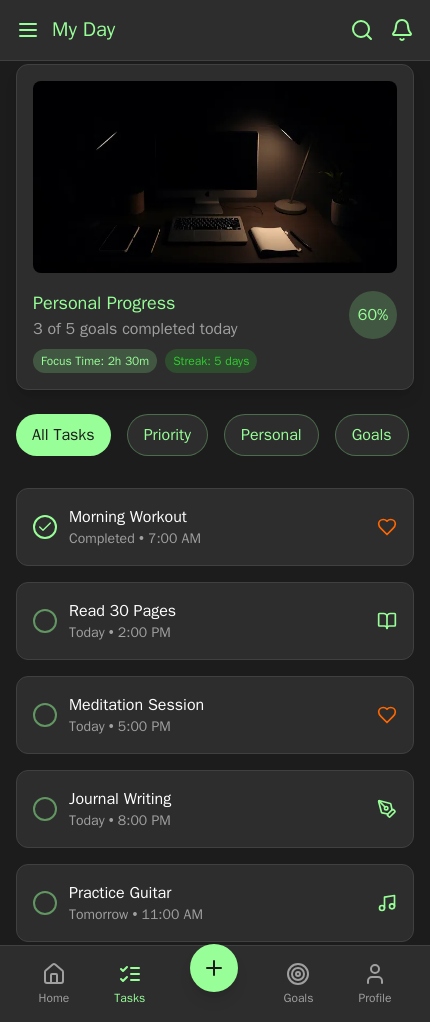 My Day
Personal Progress
3 of 5 goals completed today
60%
Focus Time: 2h 30m
Streak: 5 days
All Tasks
Priority
Personal
Goals
Morning Workout
Completed • 7:00 AM
Read 30 Pages
Today • 2:00 PM
Meditation Session
Today • 5:00 PM
Journal Writing
Today • 8:00 PM
Practice Guitar
Tomorrow • 11:00 AM
Home
Tasks
Goals
Profile